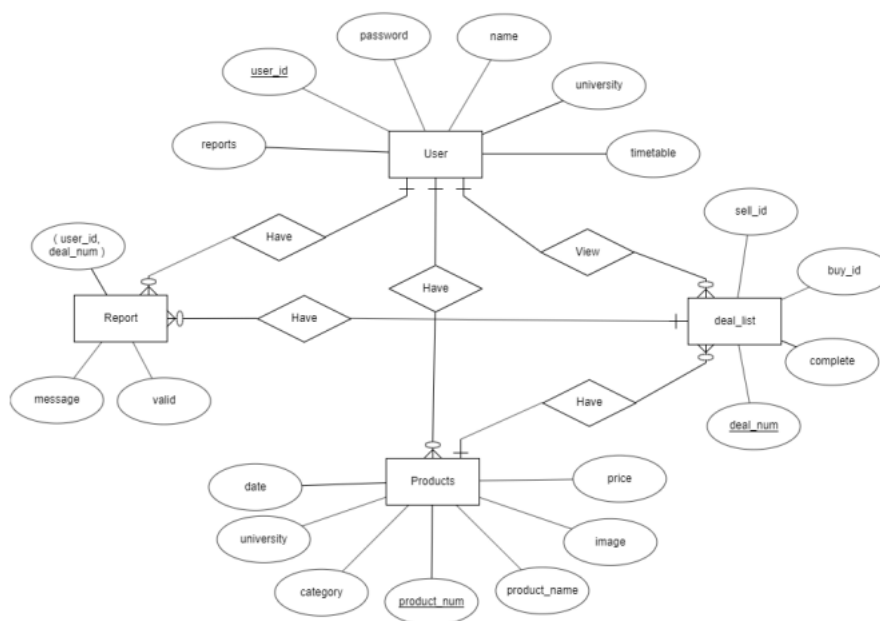 password
name
user_id
university
reports
User
timetable
( user_id,
deal_num )
Have
View
sell_id
buy_id
Have
Report
Have
deal_list
complete
message
valid
Have
deal_num
date
Products
price
university
image
category
product_num
product_name